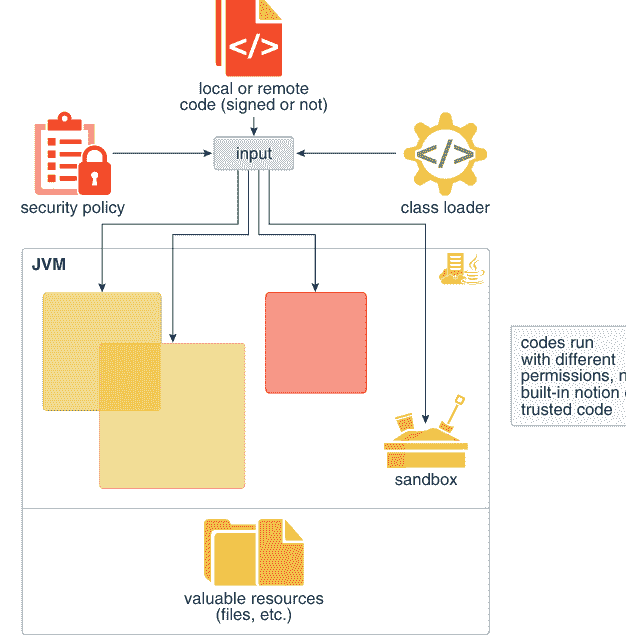 </>
local or remote
code (signed or not)
input
</>
security policy
class loader
JVM
codes run
with different
permissions,
built-in notion
trusted code
sandbox
valuable resources
(files, etc.)